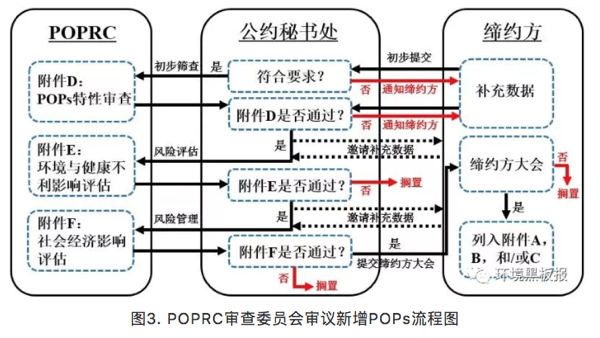 POPRC
公约秘书处
缔约方
初步筛查
是
符合要求？
初步提交
否
通知缔约方
附件D：
POPs特性审查
补充数据
附件D是否通过？
否
通知缔约方
是
风险评估
邀请补充数据
附件E：
环境与健康不
利影响评估
附件E是否通过？
否
搁置
缔约方大会
否
搁置
风险管理
是
邀请补充数据
是
附件F：
社会经济影响
评估
附件F是否通过？
是
提交缔约方大会
列入附件A，
B，和/或C
否
搁置
环境黑板报
图3. POPRC审查委员会审议新增POPs流程图